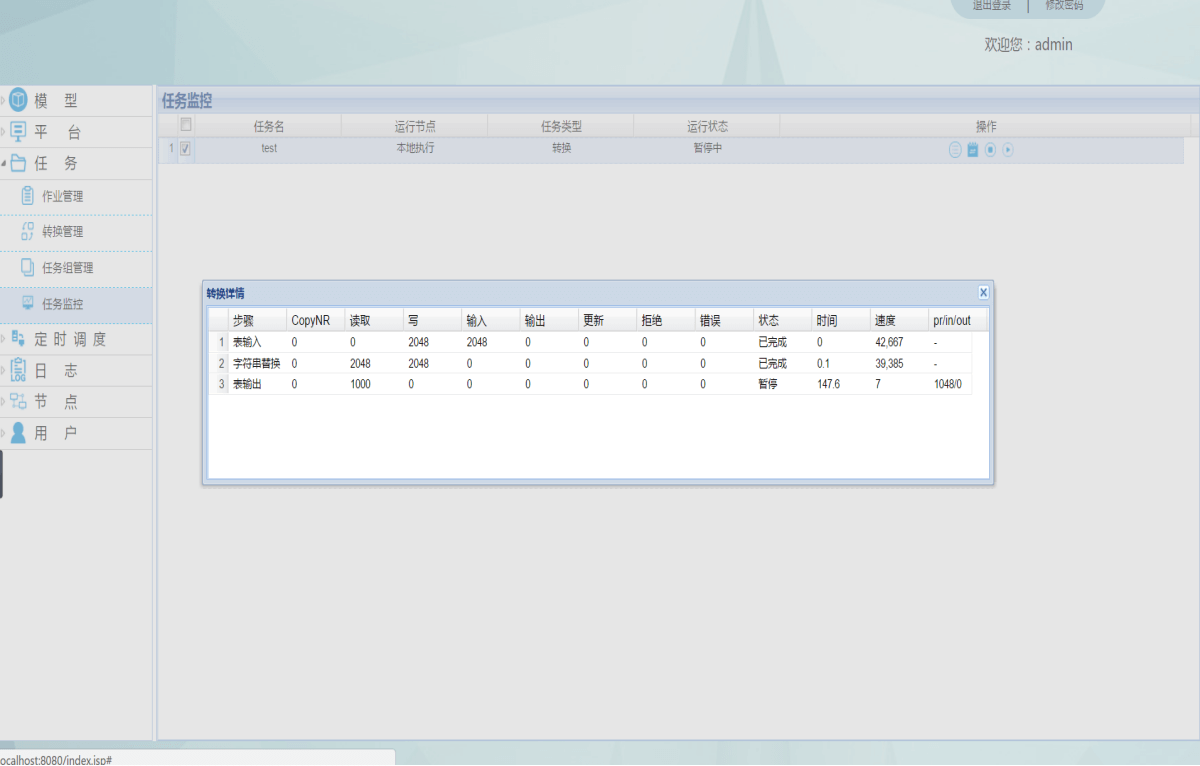 退出登录 | 修改密码
欢迎您：admin
模 型
平 台
任 务
作业管理
转换管理
任务组管理
任务监控
定时调度
日 志
节 点
用 户
任务监控
任务名 运行节点 任务类型 运行状态 操作
1 test 本地执行 转换 暂停中
转换详情
步骤 CopyNR 读取 写 输入 输出 更新 拒绝 错误 状态 时间 速度 pr/in/out
1 表输入 0 0 2048 2048 0 0 0 0 已完成 0 42,667 -
2 字符串替换 0 2048 2048 0 0 0 0 0 已完成 0.1 39,385 -
3 表输出 0 1000 0 0 0 0 0 0 暂停 147.6 7 1048/0
ocalhost:8080/index.jsp#